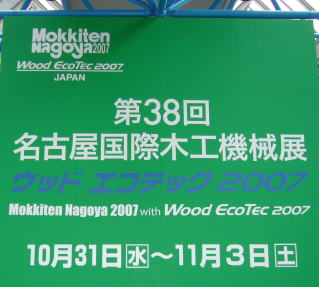 Mokkiten
Nagoya2007
Wood EcoTec 2007
JAPAN
第38回
名古屋国際木工機械展
ウッド エコテック 2007
Mokkiten Nagoya 2007 with Wood EcoTec 2007
10月31日水～11月3日土